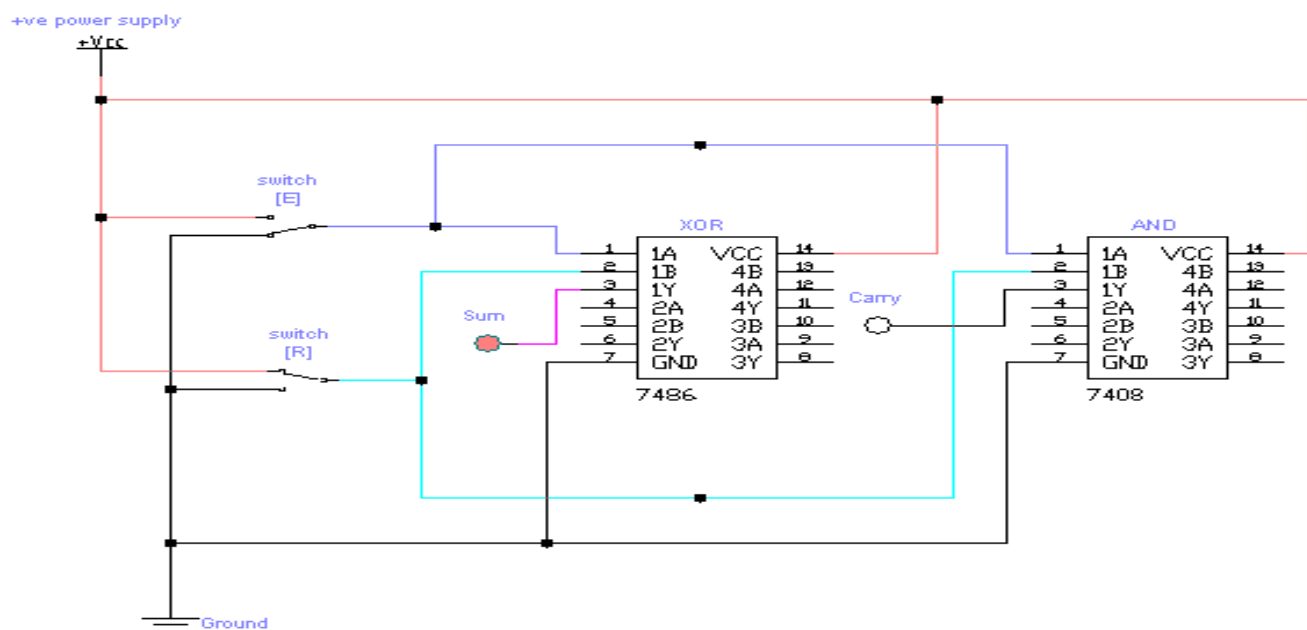 +ve power supply
+Vcc
switch
[E]
XOR
AND
1 1A VCC 14
2 1B 4B 13
3 1Y 4A 12
4 2A 4Y 11
5 2B 3B 10
6 2Y 3A 9
7 GND 3Y 8
7486
Sum
Carry
1 1A VCC 14
2 1B 4B 13
3 1Y 4A 12
4 2A 4Y 11
5 2B 3B 10
6 2Y 3A 9
7 GND 3Y 8
7408
switch
[R]
Ground